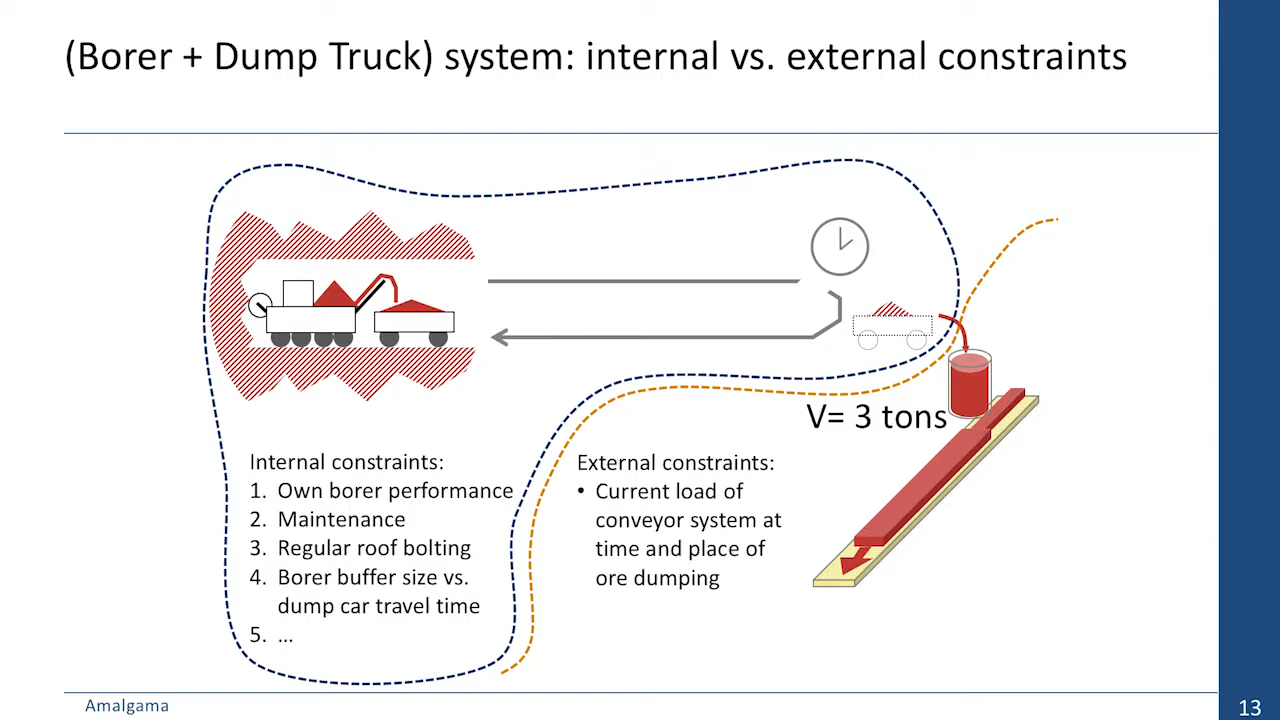 (Borer + Dump Truck) system: internal vs. external constraints
V= 3 tons
Internal constraints:
1. Own borer performance
2. Maintenance
3. Regular roof bolting
4. Borer buffer size vs.
dump car travel time
5. ...
External constraints:
• Current load of
conveyor system at
time and place of
ore dumping
Amalgama
13